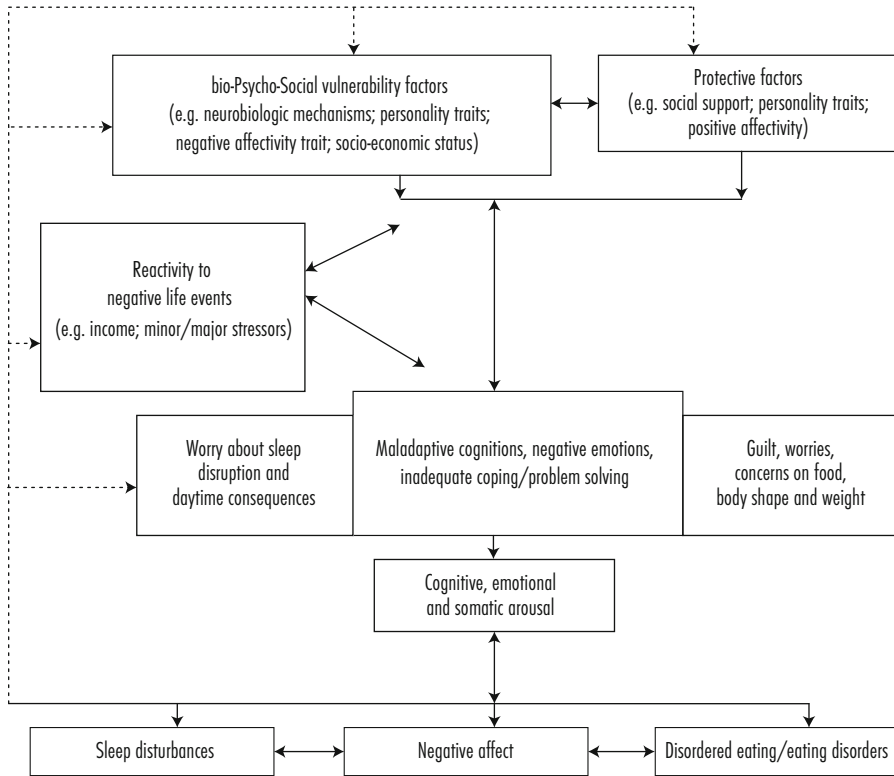 bio-Psycho-Social vulnerability factors
(e.g. neurobiologic mechanisms; personality traits;
negative affectivity trait; socio-economic status)
Protective factors
(e.g. social support; personality traits;
positive affectivity)
Reactivity to
negative life events
(e.g. income; minor/major stressors)
Worry about sleep
disruption and
daytime consequences
Maladaptive cognitions, negative emotions,
inadequate coping/problem solving
Guilt, worries,
concerns on food,
body shape and weight
Cognitive, emotional
and somatic arousal
Sleep disturbances
Negative affect
Disordered eating/eating disorders